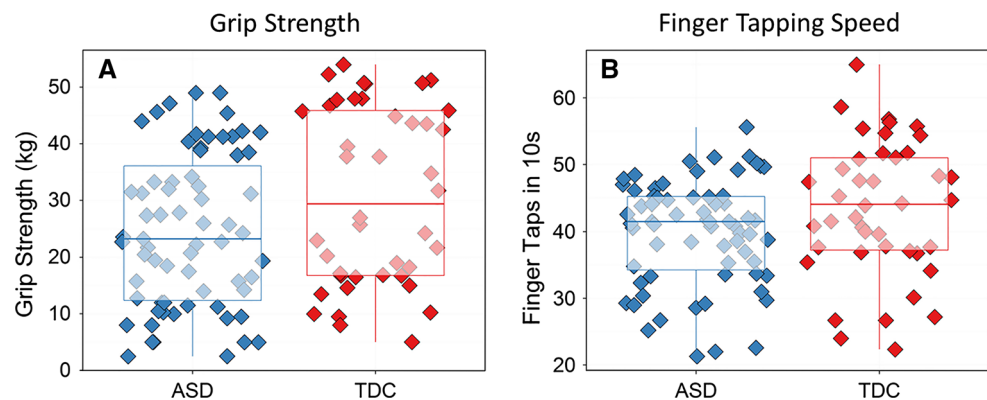 Grip Strength
Finger Tapping Speed
A
B
Grip Strength (kg)
50
40
30
20
10
0
ASD
TDC
Finger Taps in 10s
60
50
40
30
20
ASD
TDC